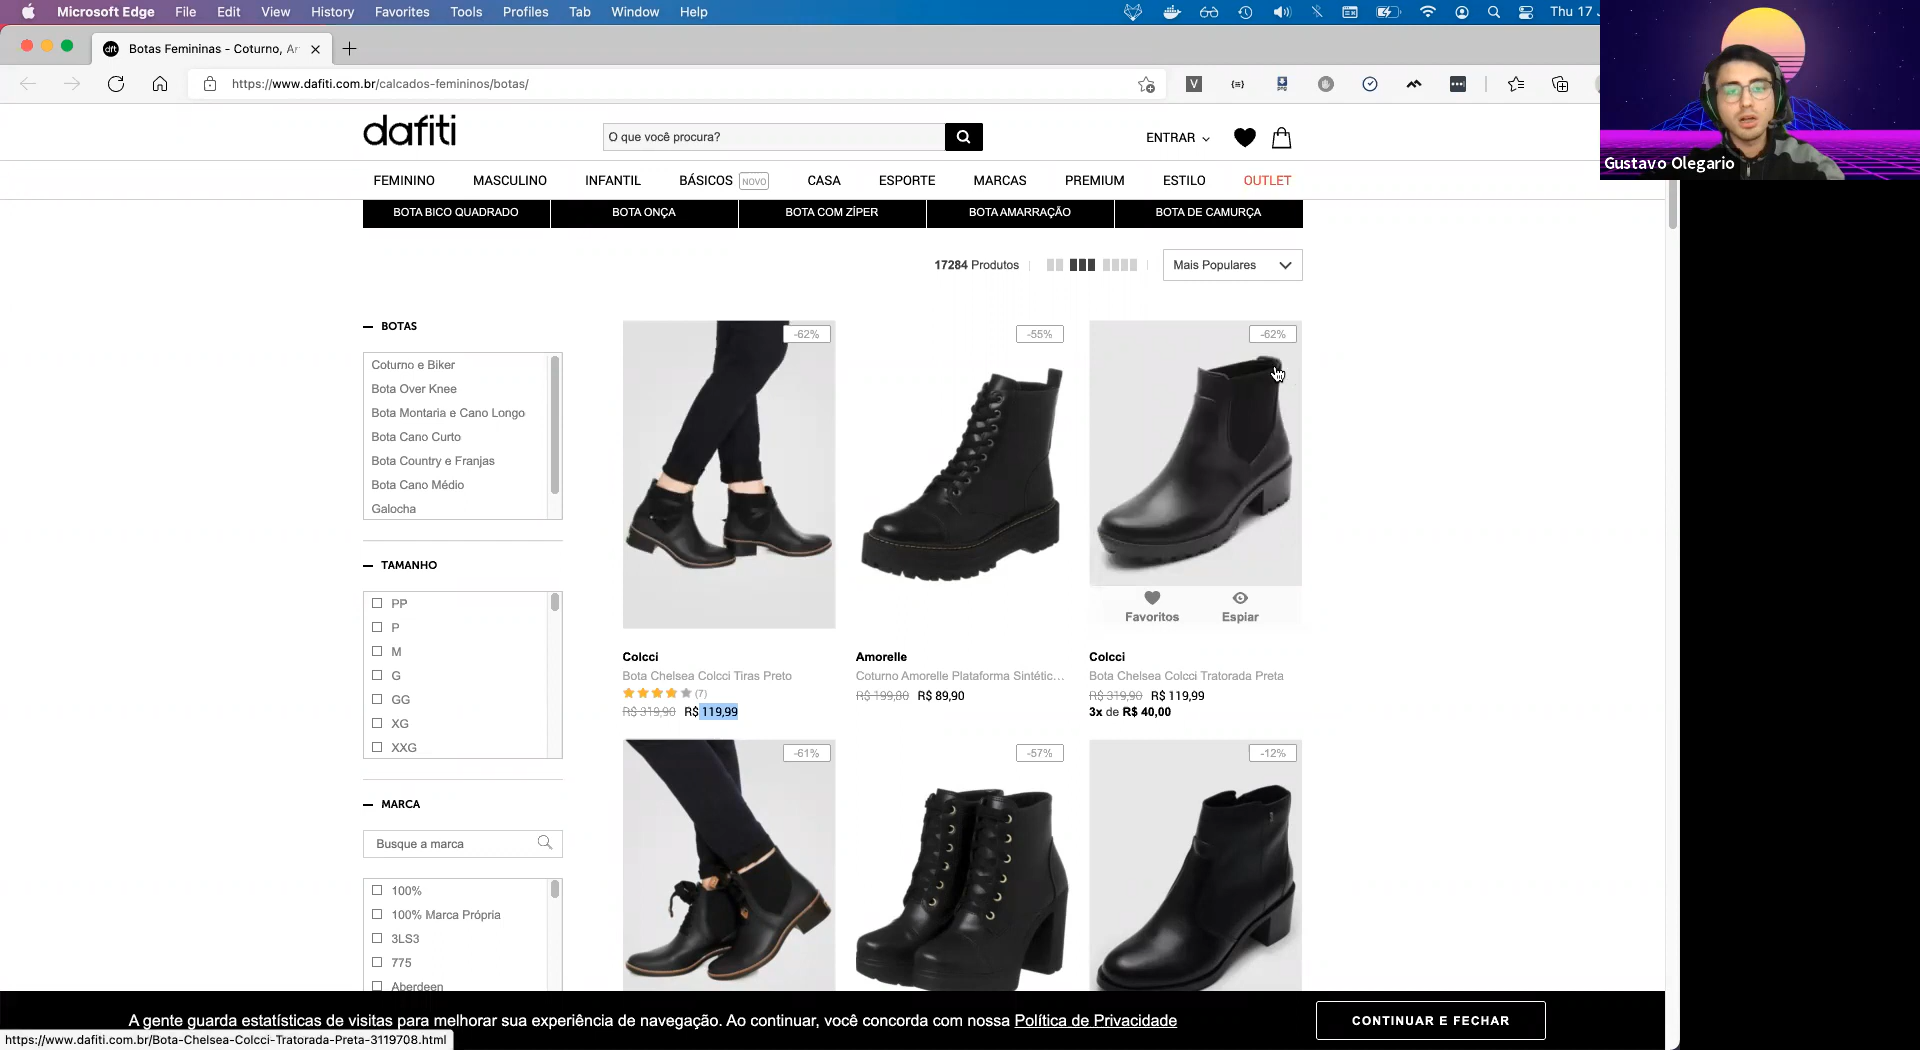 Microsoft Edge File Edit View History Favorites Tools Profiles Tab Window Help Thu 17
dft Botas Femininas - Coturno, An
https://www.dafiti.com.br/calcados-femininos/botas/
Gustavo Olegario
dafiti O que você procura? ENTRAR
FEMININO MASCULINO INFANTIL BÁSICOS NOVO CASA ESPORTE MARCAS PREMIUM ESTILO OUTLET
BOTA BICO QUADRADO BOTA ONÇA BOTA COM ZÍPER BOTA AMARRAÇÃO BOTA DE CAMURÇA
17284 Produtos Mais Populares
BOTAS
Coturno e Biker
Bota Over Knee
Bota Montaria e Cano Longo
Bota Cano Curto
Bota Country e Franjas
Bota Cano Médio
Galocha
TAMANHO
PP
P
M
G
GG
XG
XXG
MARCA
Busque a marca
100%
100% Marca Própria
3LS3
775
Aberdeen
-62%
Colcci
Bota Chelsea Colcci Tiras Preto
(7)
R$ 319,90 R$ 119,99
-55%
Amorelle
Coturno Amorelle Plataforma Sintétic...
R$ 199,80 R$ 89,90
-62%
Favoritos Espiar
Colcci
Bota Chelsea Colcci Tratorada Preta
R$ 319,90 R$ 119,99
3x de R$ 40,00
-61%
-57%
-12%
A gente guarda estatísticas de visitas para melhorar sua experiência de navegação. Ao continuar, você concorda com nossa Política de Privacidade
CONTINUAR E FECHAR
https://www.dafiti.com.br/Bota-Chelsea-Colcci-Tratorada-Preta-3119708.html